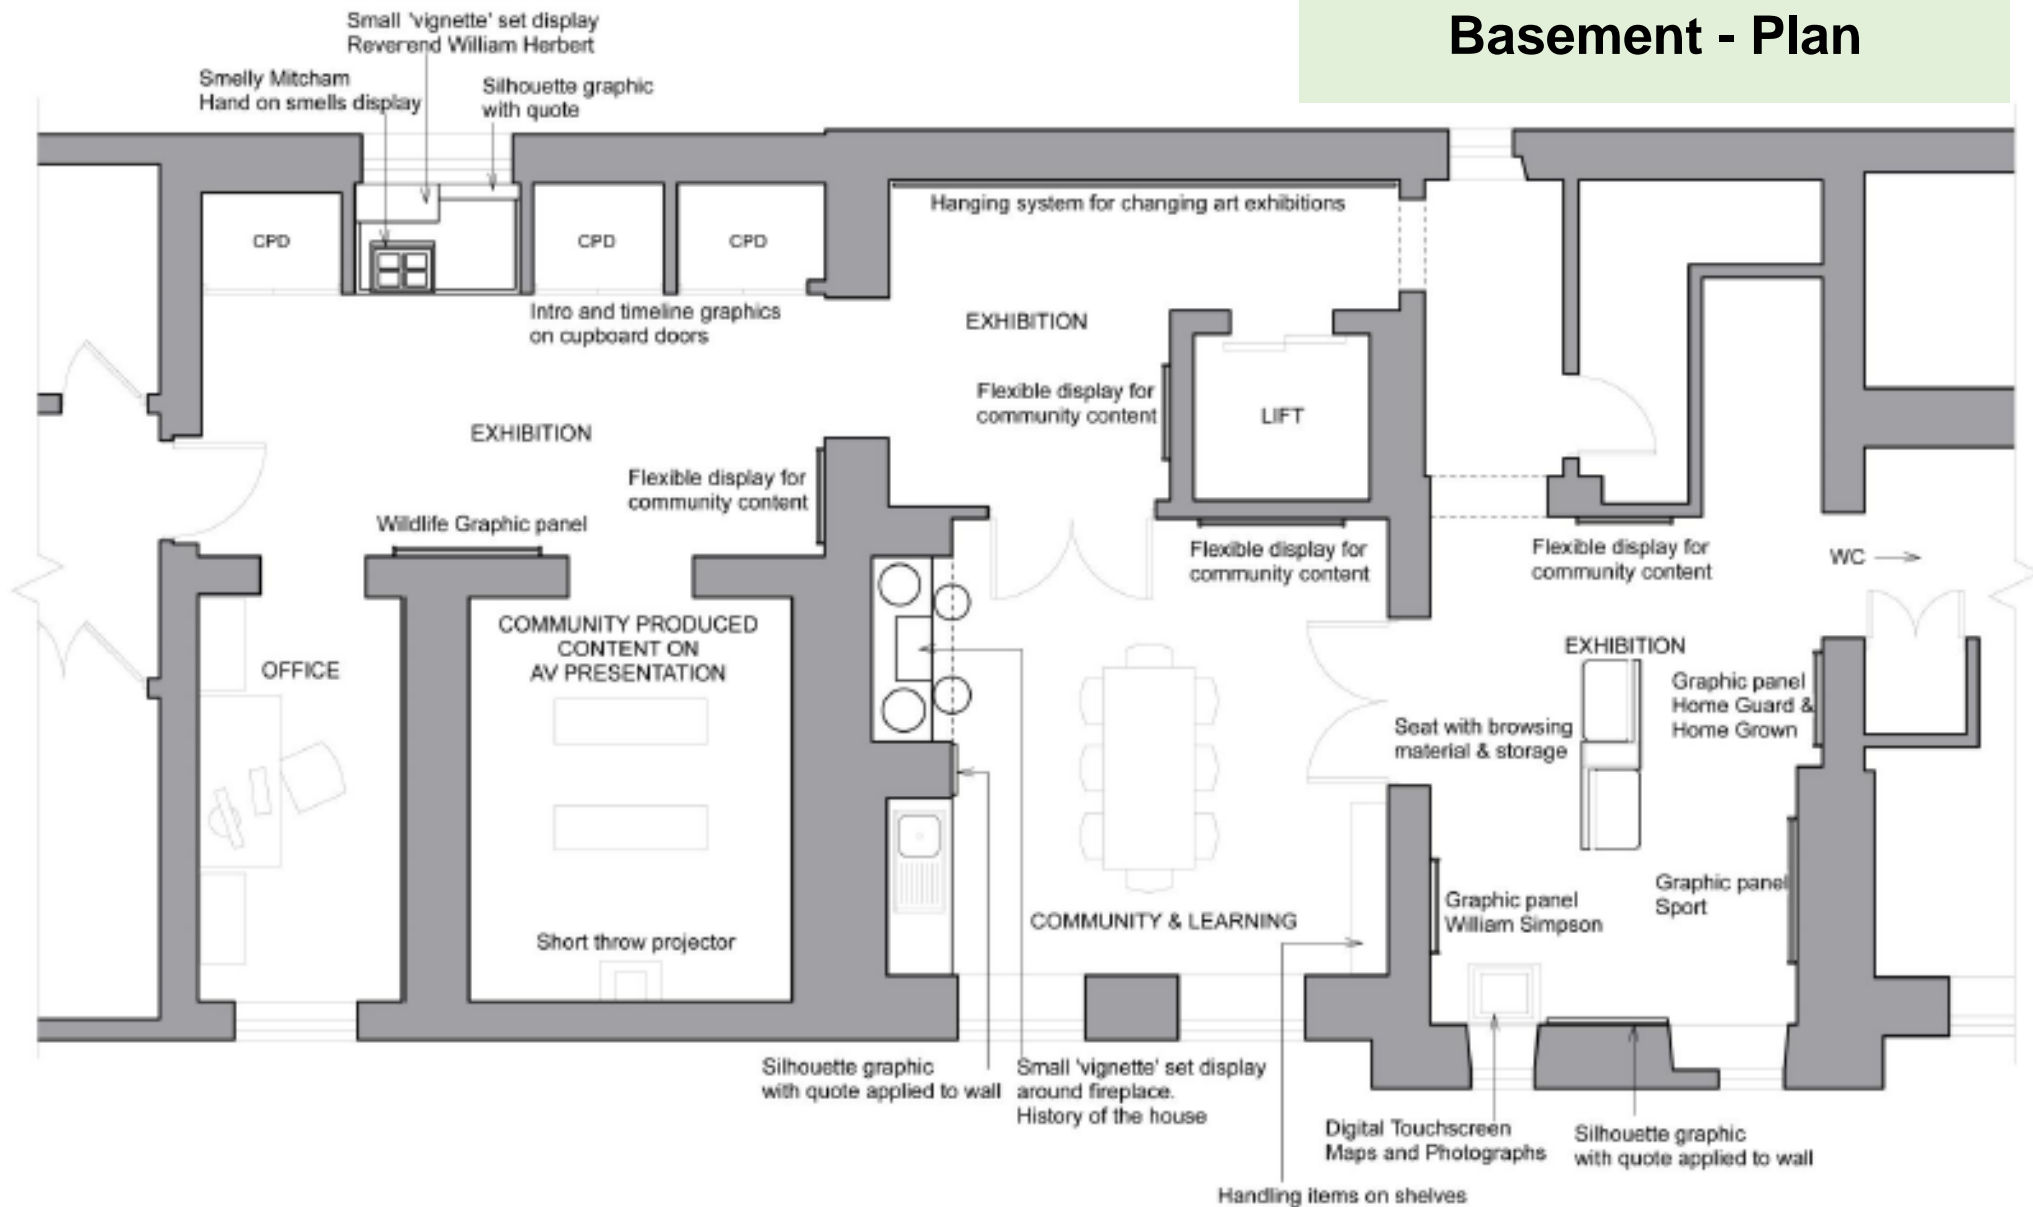 Basement - Plan
Small 'vignette' set display
Reverend William Herbert
Smelly Mitcham
Hand on smells display
Silhouette graphic
with quote
CPD
CPD
CPD
Hanging system for changing art exhibitions
Intro and timeline graphics
on cupboard doors
EXHIBITION
Flexible display for
community content
LIFT
EXHIBITION
Flexible display for
community content
Wildlife Graphic panel
Flexible display for
community content
Flexible display for
community content
WC
COMMUNITY PRODUCED
CONTENT ON
AV PRESENTATION
OFFICE
EXHIBITION
Graphic panel
Home Guard &
Home Grown
Seat with browsing
material & storage
Graphic panel
Sport
Graphic panel
William Simpson
COMMUNITY & LEARNING
Short throw projector
Silhouette graphic
with quote applied to wall
Small 'vignette' set display
around fireplace.
History of the house
Digital Touchscreen
Maps and Photographs
Silhouette graphic
with quote applied to wall
Handling items on shelves